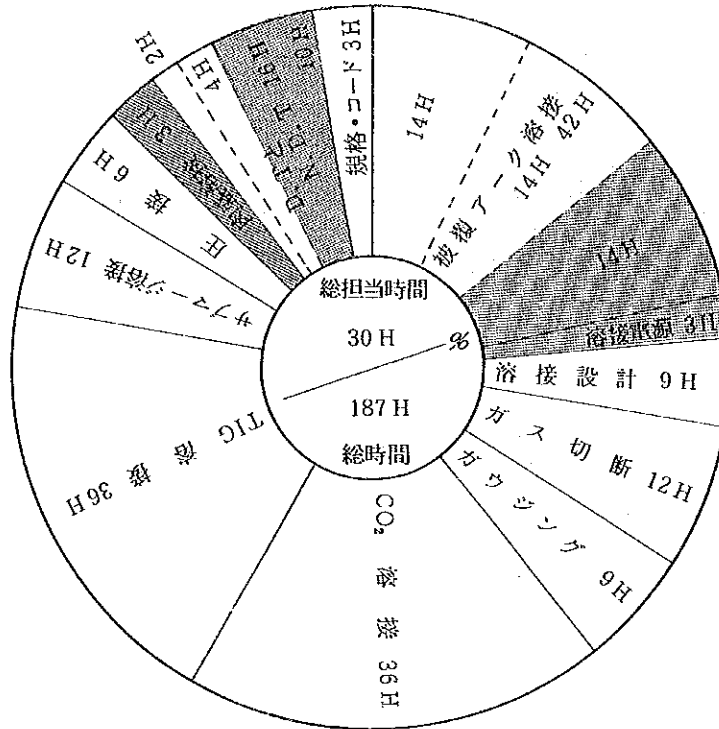 14H
被覆アーク溶接 42H
14H
14H
溶接電源 3H
溶接設計 9H
ガス切断 12H
ガウジング 9H
CO₂ 溶接 36H
TIG 溶接 36H
サブマージ溶接 12H
圧接 6H
3H
2H
4H
N.D.T 16H
10H
規格・コード 3H
総担当時間
30 H
%
187 H
総時間